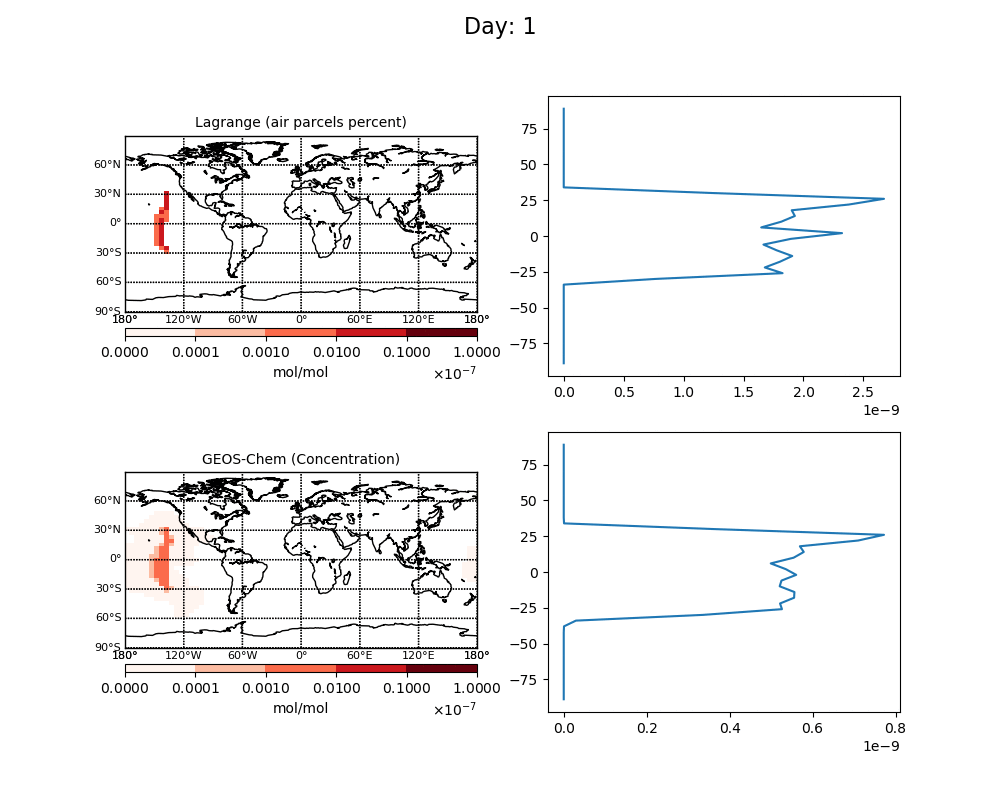 Day: 1
Lagrange (air parcels percent)
60°N
30°N
0°
30°S
60°S
90°S
180° 120°W 60°W 0° 60°E 120°E 180°
0.0000 0.0001 0.0010 0.0100 0.1000 1.0000
mol/mol ×10⁻⁷
75
50
25
0
−25
−50
−75
0.0 0.5 1.0 1.5 2.0 2.5
1e−9
GEOS-Chem (Concentration)
60°N
30°N
0°
30°S
60°S
90°S
180° 120°W 60°W 0° 60°E 120°E 180°
0.0000 0.0001 0.0010 0.0100 0.1000 1.0000
mol/mol ×10⁻⁷
75
50
25
0
−25
−50
−75
0.0 0.2 0.4 0.6 0.8
1e−9